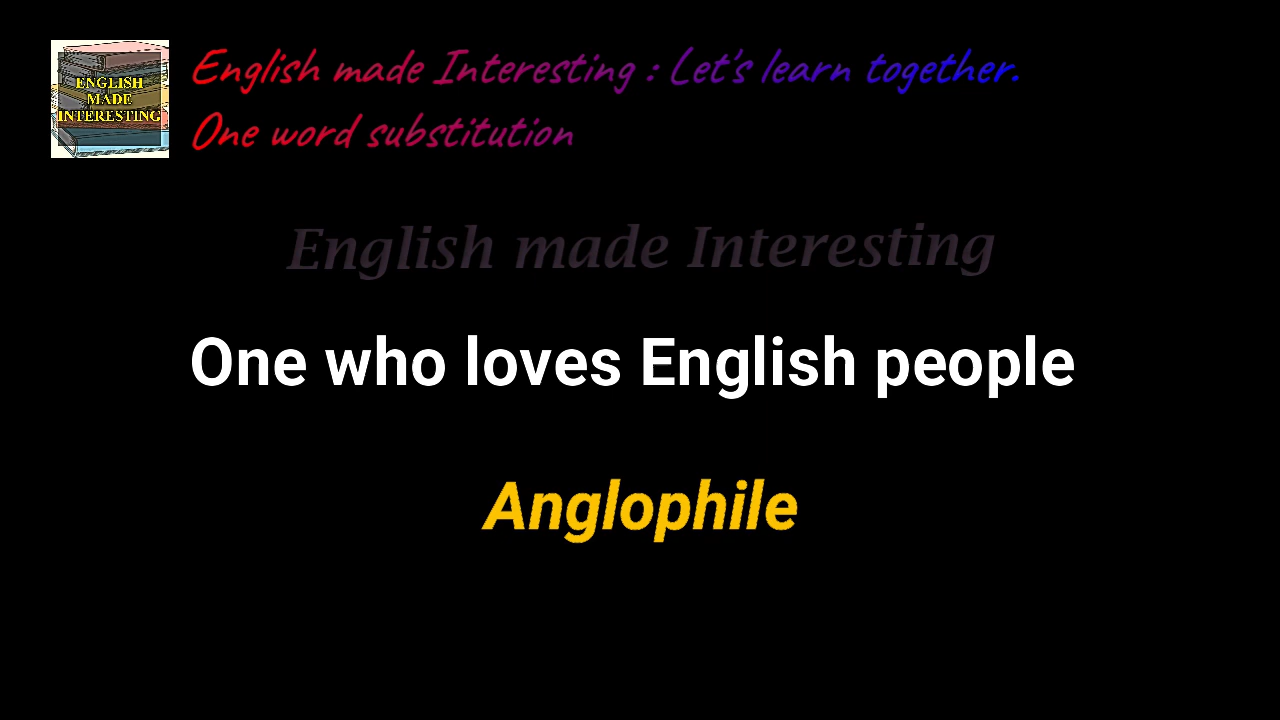 ENGLISH
MADE
INTERESTING
English made Interesting : Let's learn together.
One word substitution
English made Interesting
One who loves English people
Anglophile